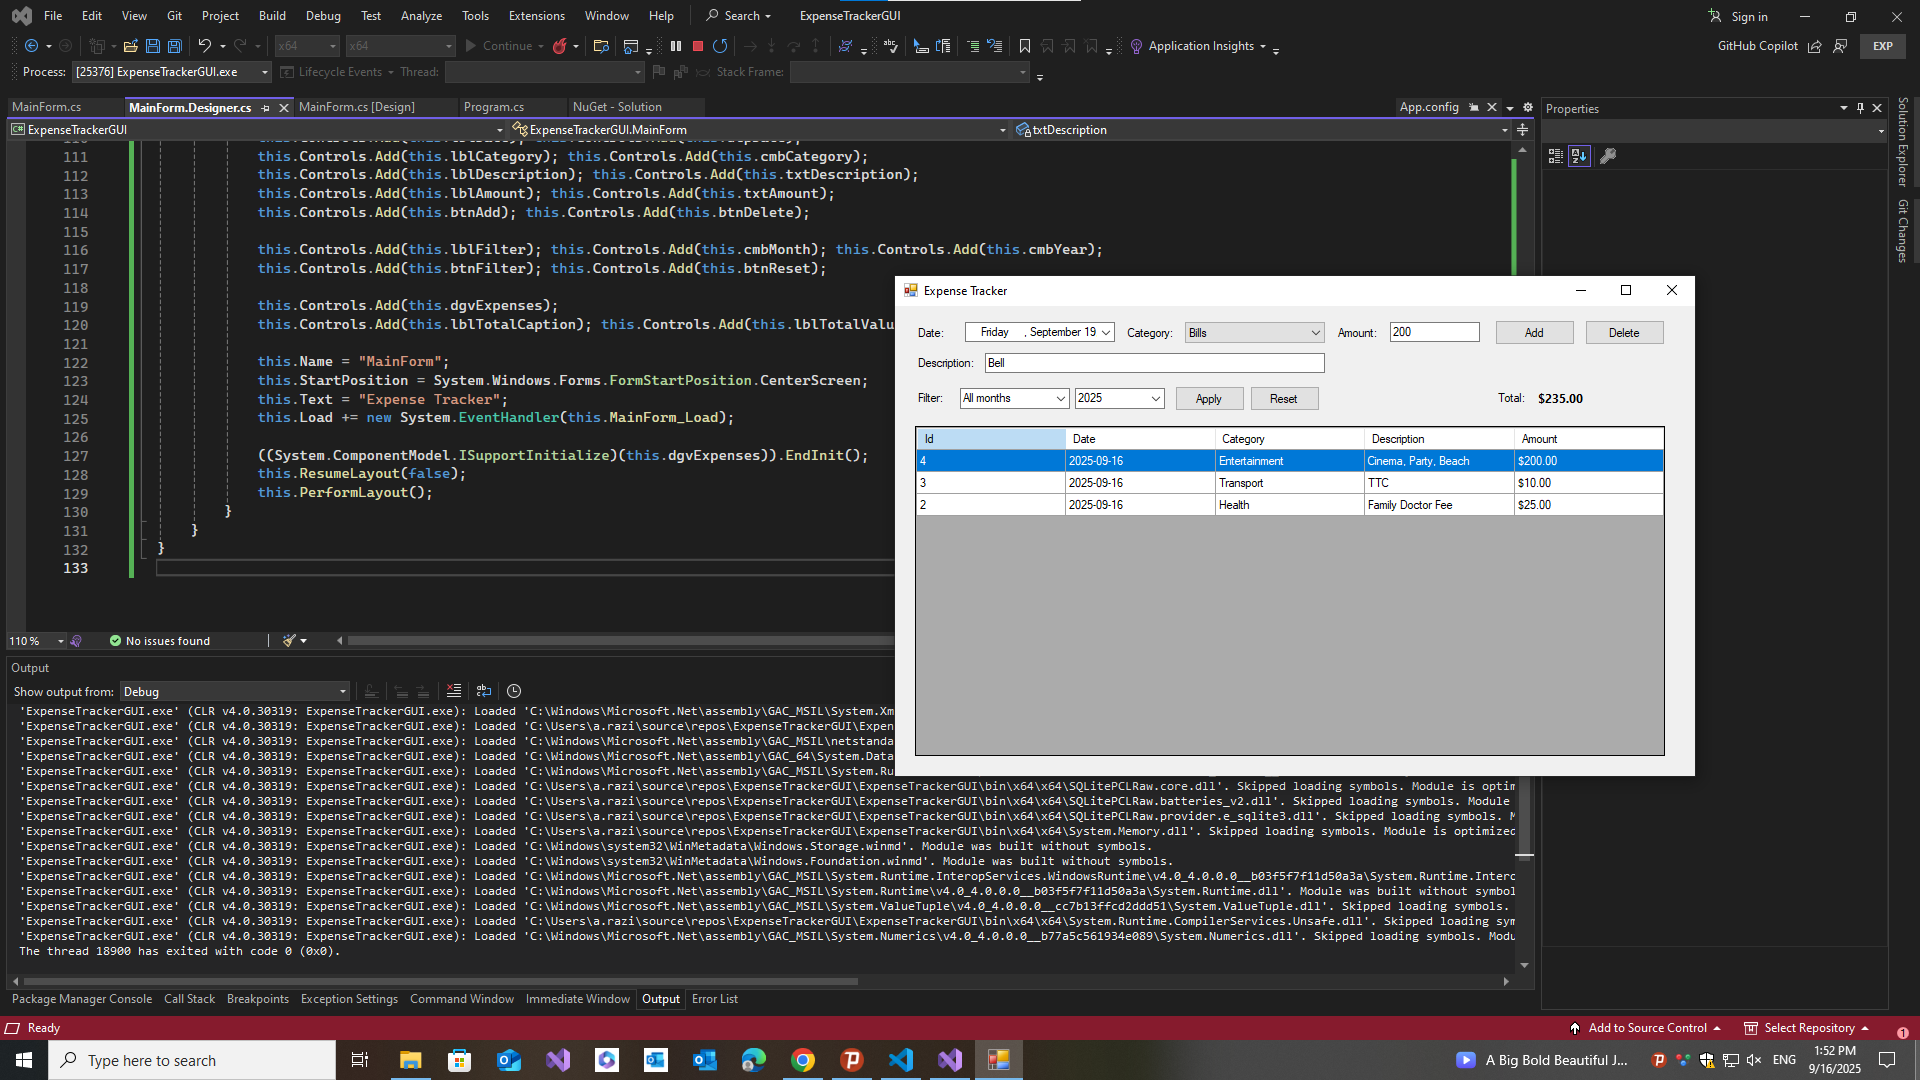 File Edit View Git Project Build Debug Test Analyze Tools Extensions Window Help Search ExpenseTrackerGUI Sign in
x64 x64 Continue Application Insights GitHub Copilot EXP
Process: [25376] ExpenseTrackerGUI.exe Lifecycle Events Thread: Stack Frame:
MainForm.cs MainForm.Designer.cs MainForm.cs [Design] Program.cs NuGet - Solution App.config
ExpenseTrackerGUI ExpenseTrackerGUI.MainForm txtDescription
111 this.Controls.Add(this.lblCategory); this.Controls.Add(this.cmbCategory);
112 this.Controls.Add(this.lblDescription); this.Controls.Add(this.txtDescription);
113 this.Controls.Add(this.lblAmount); this.Controls.Add(this.txtAmount);
114 this.Controls.Add(this.btnAdd); this.Controls.Add(this.btnDelete);
115
116 this.Controls.Add(this.lblFilter); this.Controls.Add(this.cmbMonth); this.Controls.Add(this.cmbYear);
117 this.Controls.Add(this.btnFilter); this.Controls.Add(this.btnReset);
118
119 this.Controls.Add(this.dgvExpenses);
120 this.Controls.Add(this.lblTotalCaption); this.Controls.Add(this.lblTotalValu
121
122 this.Name = "MainForm";
123 this.StartPosition = System.Windows.Forms.FormStartPosition.CenterScreen;
124 this.Text = "Expense Tracker";
125 this.Load += new System.EventHandler(this.MainForm_Load);
126
127 ((System.ComponentModel.ISupportInitialize)(this.dgvExpenses)).EndInit();
128 this.ResumeLayout(false);
129 this.PerformLayout();
130 }
131 }
132 }
133
110 % No issues found
Output
Show output from: Debug
'ExpenseTrackerGUI.exe' (CLR v4.0.30319: ExpenseTrackerGUI.exe): Loaded 'C:\Windows\Microsoft.Net\assembly\GAC_MSIL\System.Xm
'ExpenseTrackerGUI.exe' (CLR v4.0.30319: ExpenseTrackerGUI.exe): Loaded 'C:\Users\a.razi\source\repos\ExpenseTrackerGUI\Expen
'ExpenseTrackerGUI.exe' (CLR v4.0.30319: ExpenseTrackerGUI.exe): Loaded 'C:\Windows\Microsoft.Net\assembly\GAC_MSIL\netstanda
'ExpenseTrackerGUI.exe' (CLR v4.0.30319: ExpenseTrackerGUI.exe): Loaded 'C:\Windows\Microsoft.Net\assembly\GAC_64\System.Data
'ExpenseTrackerGUI.exe' (CLR v4.0.30319: ExpenseTrackerGUI.exe): Loaded 'C:\Windows\Microsoft.Net\assembly\GAC_MSIL\System.Ru
'ExpenseTrackerGUI.exe' (CLR v4.0.30319: ExpenseTrackerGUI.exe): Loaded 'C:\Users\a.razi\source\repos\ExpenseTrackerGUI\ExpenseTrackerGUI\bin\x64\x64\SQLitePCLRaw.core.dll'. Skipped loading symbols. Module is optim
'ExpenseTrackerGUI.exe' (CLR v4.0.30319: ExpenseTrackerGUI.exe): Loaded 'C:\Users\a.razi\source\repos\ExpenseTrackerGUI\ExpenseTrackerGUI\bin\x64\x64\SQLitePCLRaw.batteries_v2.dll'. Skipped loading symbols. Module
'ExpenseTrackerGUI.exe' (CLR v4.0.30319: ExpenseTrackerGUI.exe): Loaded 'C:\Users\a.razi\source\repos\ExpenseTrackerGUI\ExpenseTrackerGUI\bin\x64\x64\SQLitePCLRaw.provider.e_sqlite3.dll'. Skipped loading symbols. M
'ExpenseTrackerGUI.exe' (CLR v4.0.30319: ExpenseTrackerGUI.exe): Loaded 'C:\Users\a.razi\source\repos\ExpenseTrackerGUI\ExpenseTrackerGUI\bin\x64\x64\System.Memory.dll'. Skipped loading symbols. Module is optimized
'ExpenseTrackerGUI.exe' (CLR v4.0.30319: ExpenseTrackerGUI.exe): Loaded 'C:\Windows\system32\WinMetadata\Windows.Storage.winmd'. Module was built without symbols.
'ExpenseTrackerGUI.exe' (CLR v4.0.30319: ExpenseTrackerGUI.exe): Loaded 'C:\Windows\system32\WinMetadata\Windows.Foundation.winmd'. Module was built without symbols.
'ExpenseTrackerGUI.exe' (CLR v4.0.30319: ExpenseTrackerGUI.exe): Loaded 'C:\Windows\Microsoft.Net\assembly\GAC_MSIL\System.Runtime.InteropServices.WindowsRuntime\v4.0_4.0.0.0__b03f5f7f11d50a3a\System.Runtime.Interc
'ExpenseTrackerGUI.exe' (CLR v4.0.30319: ExpenseTrackerGUI.exe): Loaded 'C:\Windows\Microsoft.Net\assembly\GAC_MSIL\System.Runtime\v4.0_4.0.0.0__b03f5f7f11d50a3a\System.Runtime.dll'. Module was built without symbol
'ExpenseTrackerGUI.exe' (CLR v4.0.30319: ExpenseTrackerGUI.exe): Loaded 'C:\Windows\Microsoft.Net\assembly\GAC_MSIL\System.ValueTuple\v4.0_4.0.0.0__cc7b13ffcd2ddd51\System.ValueTuple.dll'. Skipped loading symbols.
'ExpenseTrackerGUI.exe' (CLR v4.0.30319: ExpenseTrackerGUI.exe): Loaded 'C:\Users\a.razi\source\repos\ExpenseTrackerGUI\ExpenseTrackerGUI\bin\x64\x64\System.Runtime.CompilerServices.Unsafe.dll'. Skipped loading sym
'ExpenseTrackerGUI.exe' (CLR v4.0.30319: ExpenseTrackerGUI.exe): Loaded 'C:\Windows\Microsoft.Net\assembly\GAC_MSIL\System.Numerics\v4.0_4.0.0.0__b77a5c561934e089\System.Numerics.dll'. Skipped loading symbols. Modu
The thread 18900 has exited with code 0 (0x0).
Package Manager Console Call Stack Breakpoints Exception Settings Command Window Immediate Window Output Error List
Expense Tracker
Date: Friday , September 19 Category: Bills Amount: 200 Add Delete
Description: Bell
Filter: All months 2025 Apply Reset Total: $235.00
Id Date Category Description Amount
4 2025-09-16 Entertainment Cinema, Party, Beach $200.00
3 2025-09-16 Transport TTC $10.00
2 2025-09-16 Health Family Doctor Fee $25.00
Properties
Solution Explorer
Git Changes
Ready Add to Source Control Select Repository 1
Type here to search A Big Bold Beautiful J... ENG 1:52 PM
9/16/2025